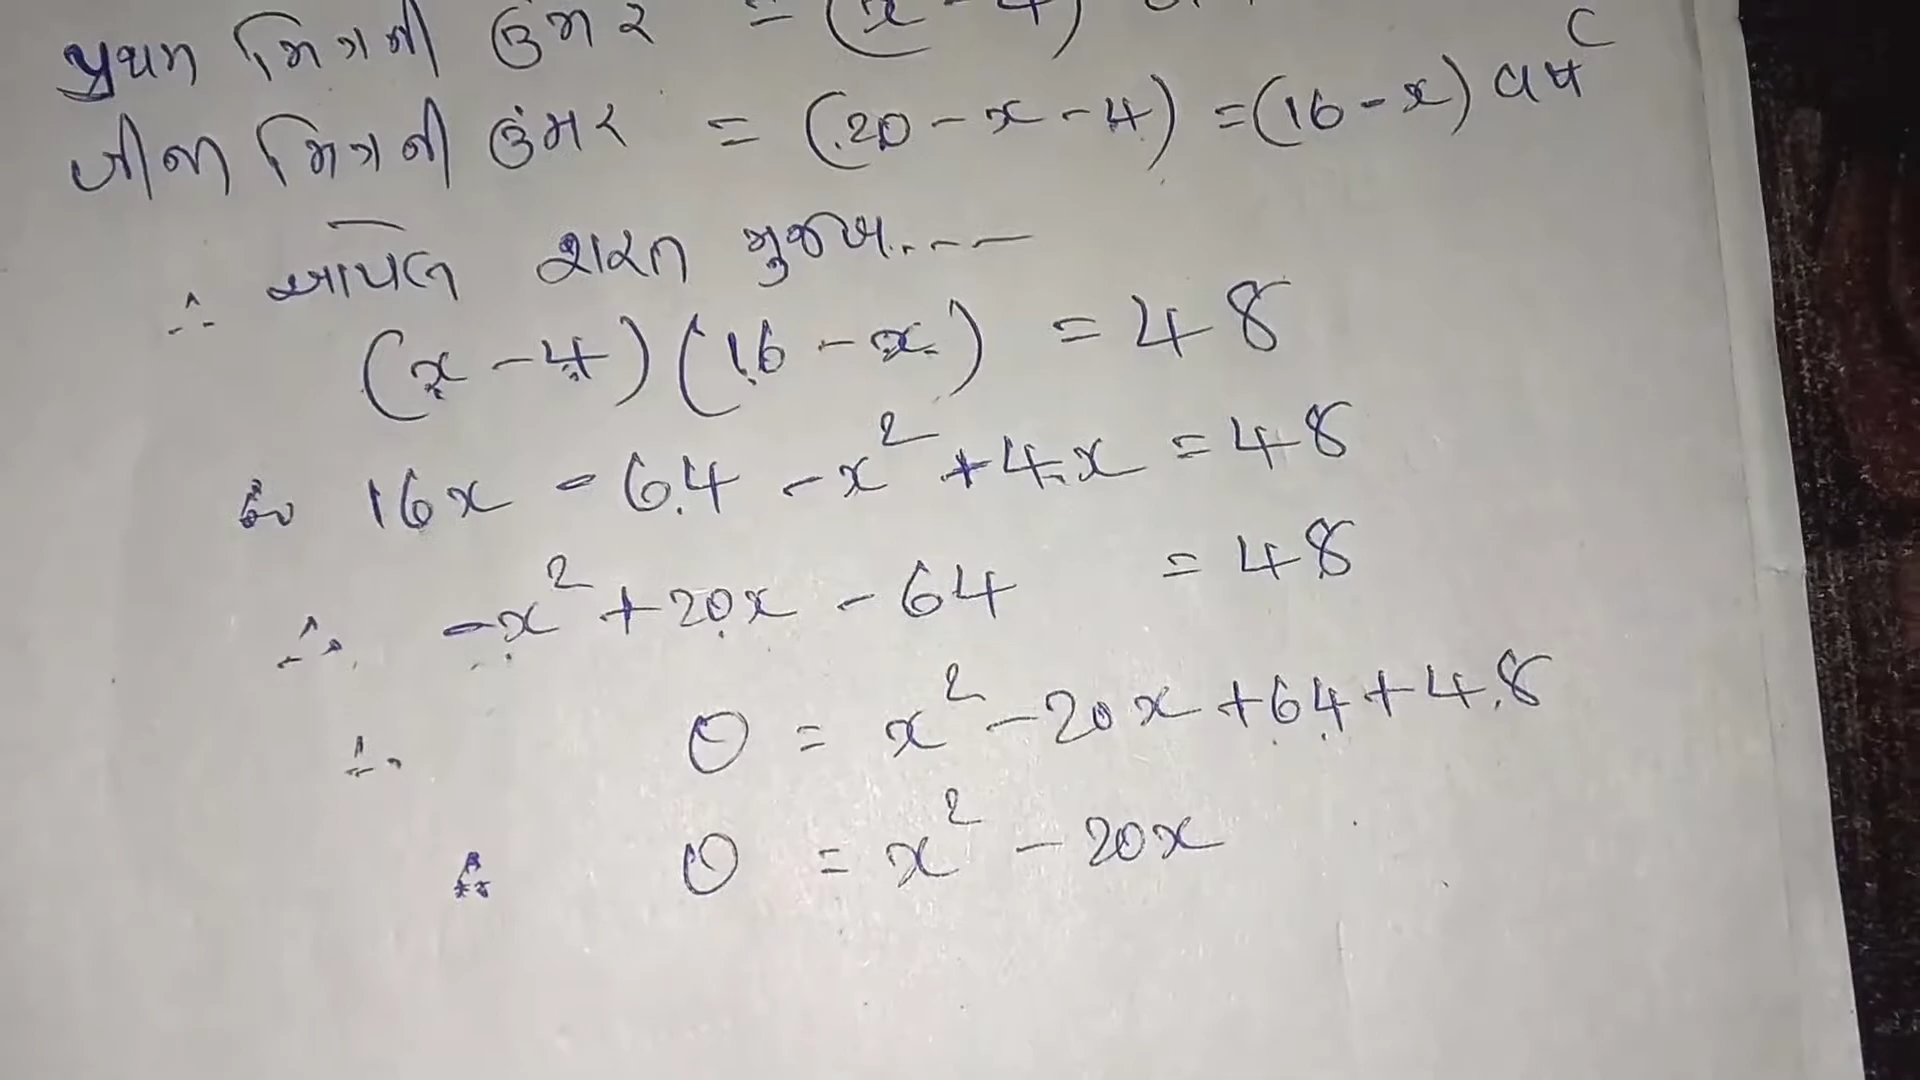 પ્રથમ મિત્રની ઉંમર = (x - 4)
બીજા મિત્રની ઉંમર = (20 - x - 4) = (16 - x) વર્ષ
∴ આપેલ શરત મુજબ....
(x - 4) (16 - x) = 48
∴ 16x - 64 - x² + 4x = 48
∴ -x² + 20x - 64 = 48
∴ 0 = x² - 20x + 64 + 48
∴ 0 = x² - 20x